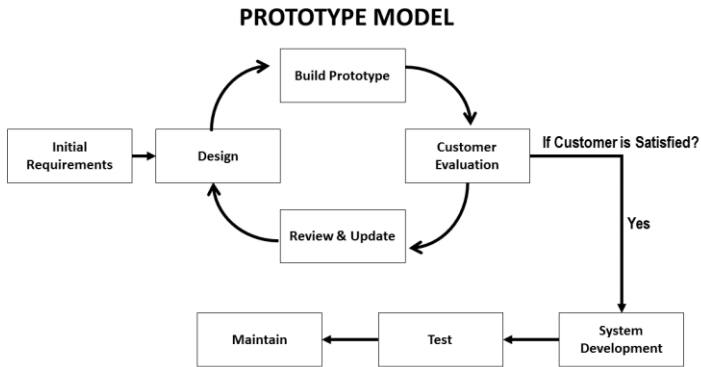 PROTOTYPE MODEL
Build Prototype
Initial
Requirements
Design
Customer
Evaluation
If Customer is Satisfied?
Review & Update
Yes
Maintain
Test
System
Development